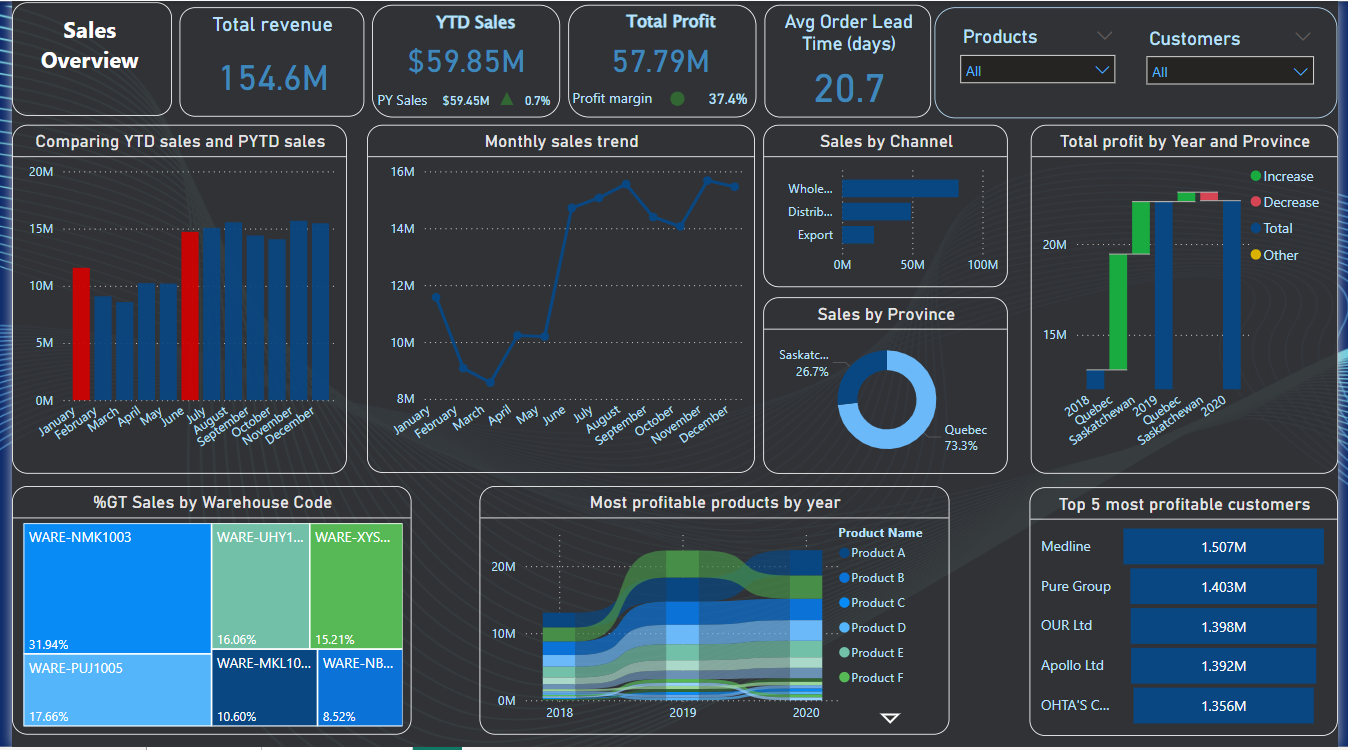 Sales
Overview
Total revenue
154.6M
YTD Sales
$59.85M
PY Sales $59.45M 0.7%
Total Profit
57.79M
Profit margin 37.4%
Avg Order Lead
Time (days)
20.7
Products
All
Customers
All
Comparing YTD sales and PYTD sales
20M
15M
10M
5M
0M
January
February
March
April
May
June
July
August
September
October
November
December
Monthly sales trend
16M
14M
12M
10M
8M
January
February
March
April
May
June
July
August
September
October
November
December
Sales by Channel
Whole...
Distrib...
Export
0M 50M 100M
Sales by Province
Saskatc...
26.7%
Quebec
73.3%
Total profit by Year and Province
Increase
Decrease
Total
Other
20M
15M
2018
Quebec
Saskatchewan
2019
Quebec
Saskatchewan
2020
%GT Sales by Warehouse Code
WARE-NMK1003
31.94%
WARE-PUJ1005
17.66%
WARE-UHY1...
16.06%
WARE-XYS...
15.21%
WARE-MKL10...
10.60%
WARE-NB...
8.52%
Most profitable products by year
20M
10M
0M
2018 2019 2020
Product Name
Product A
Product B
Product C
Product D
Product E
Product F
Top 5 most profitable customers
Medline 1.507M
Pure Group 1.403M
OUR Ltd 1.398M
Apollo Ltd 1.392M
OHTA'S C... 1.356M